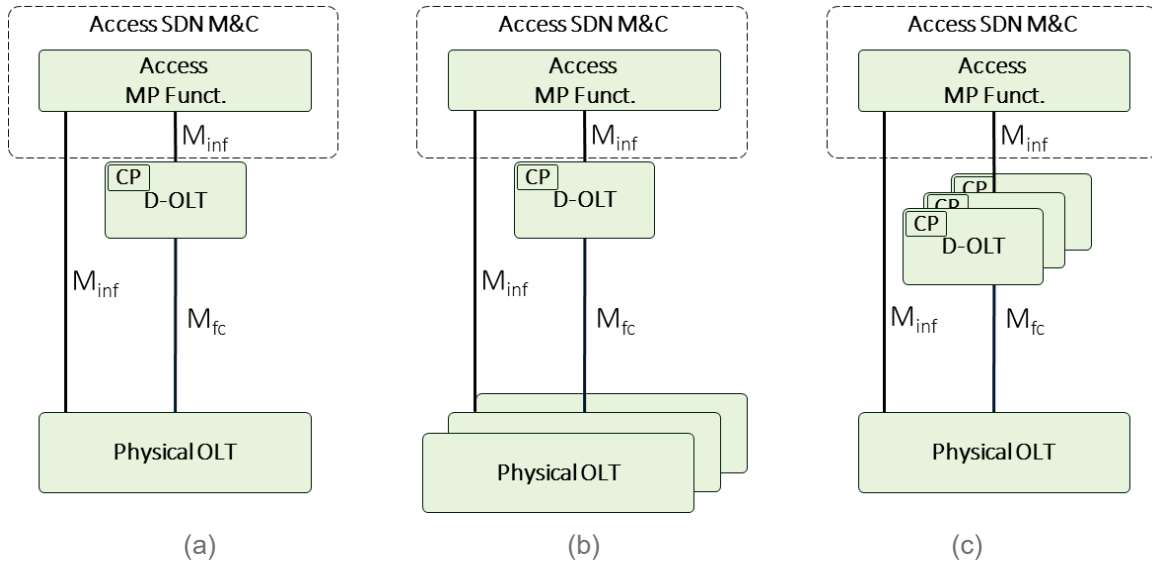 Access SDN M&C
Access
MP Funct.
M_inf
CP
D-OLT
M_inf
M_fc
Physical OLT
(a)
Access SDN M&C
Access
MP Funct.
M_inf
CP
D-OLT
M_inf
M_fc
Physical OLT
(b)
Access SDN M&C
Access
MP Funct.
M_inf
CP
CP
CP
D-OLT
M_inf
M_fc
Physical OLT
(c)